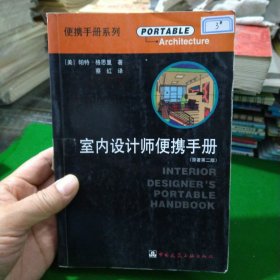 便携手册系列
PORTABLE
Architecture
[美] 帕特·格思里 著
蔡红 译
室内设计师便携手册
(原著第二版)
INTERIOR
DESIGNER'S
PORTABLE
HANDBOOK
中国建筑工业出版社